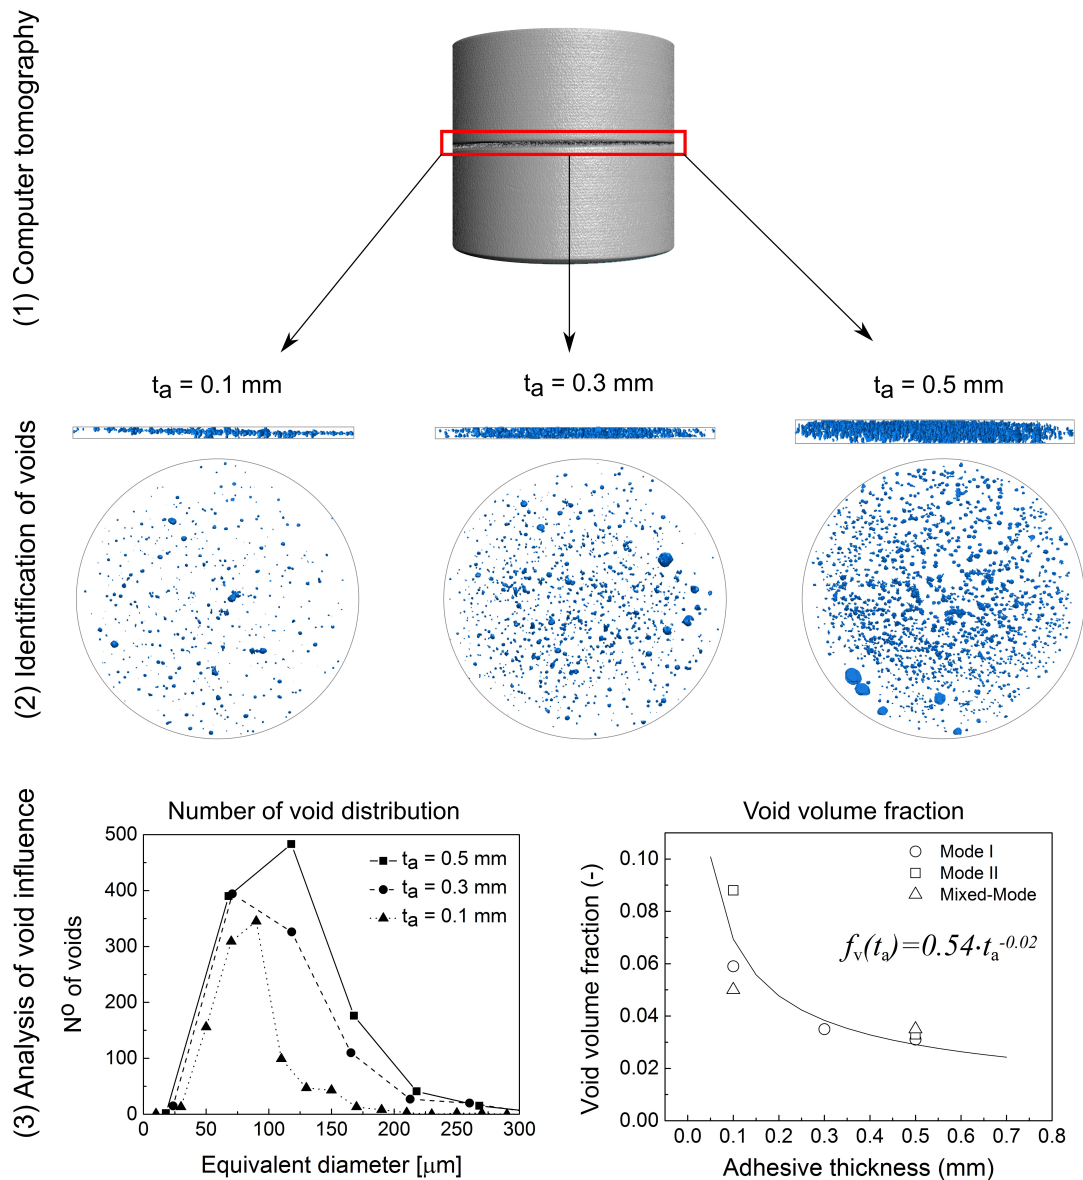 (1) Computer tomography
tₐ = 0.1 mm
tₐ = 0.3 mm
tₐ = 0.5 mm
(2) Identification of voids
(3) Analysis of void influence
Number of void distribution
500
400
300
200
100
0
Nº of voids
tₐ = 0.5 mm
tₐ = 0.3 mm
tₐ = 0.1 mm
0 50 100 150 200 250 300
Equivalent diameter [μm]
Void volume fraction
0.10
0.08
0.06
0.04
0.02
0.00
Void volume fraction (-)
Mode I
Mode II
Mixed-Mode
fᵥ(tₐ)=0.54·tₐ⁻⁰·⁰²
0.0 0.1 0.2 0.3 0.4 0.5 0.6 0.7 0.8
Adhesive thickness (mm)